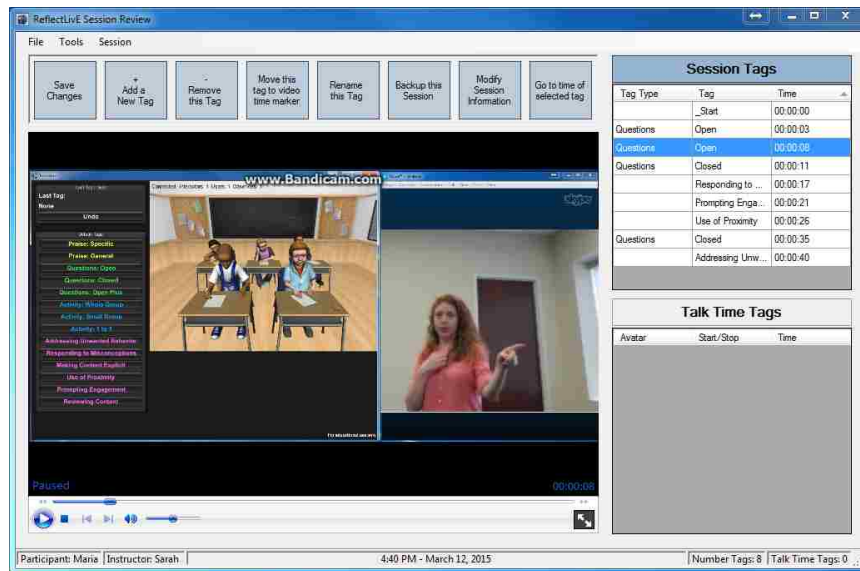 ReflectLivE Session Review
File Tools Session
Save Changes
+ Add a New Tag
- Remove this Tag
Move this tag to video time marker
Rename this Tag
Backup this Session
Modify Session Information
Go to time of selected tag
www.Bandicam.com
Last Tag:
None
Undo
Praise: Specific
Praise: General
Questions: Open
Questions: Closed
Questions: Open Plus
Activity: Whole Group
Activity: Small Group
Activity: 1 to 1
Addressing Unwanted Behavior
Responding to Misconceptions
Making Content Explicit
Use of Proximity
Prompting Engagement
Reviewing Content
skype
Paused 00:00:08
Session Tags
Tag Type Tag Time
_Start 00:00:00
Questions Open 00:00:03
Questions Open 00:00:08
Questions Closed 00:00:11
Responding to ... 00:00:17
Prompting Enga... 00:00:21
Use of Proximity 00:00:26
Questions Closed 00:00:35
Addressing Unw... 00:00:40
Talk Time Tags
Avatar Start/Stop Time
Participant: Maria Instructor: Sarah 4:40 PM - March 12, 2015 Number Tags: 8 Talk Time Tags: 0